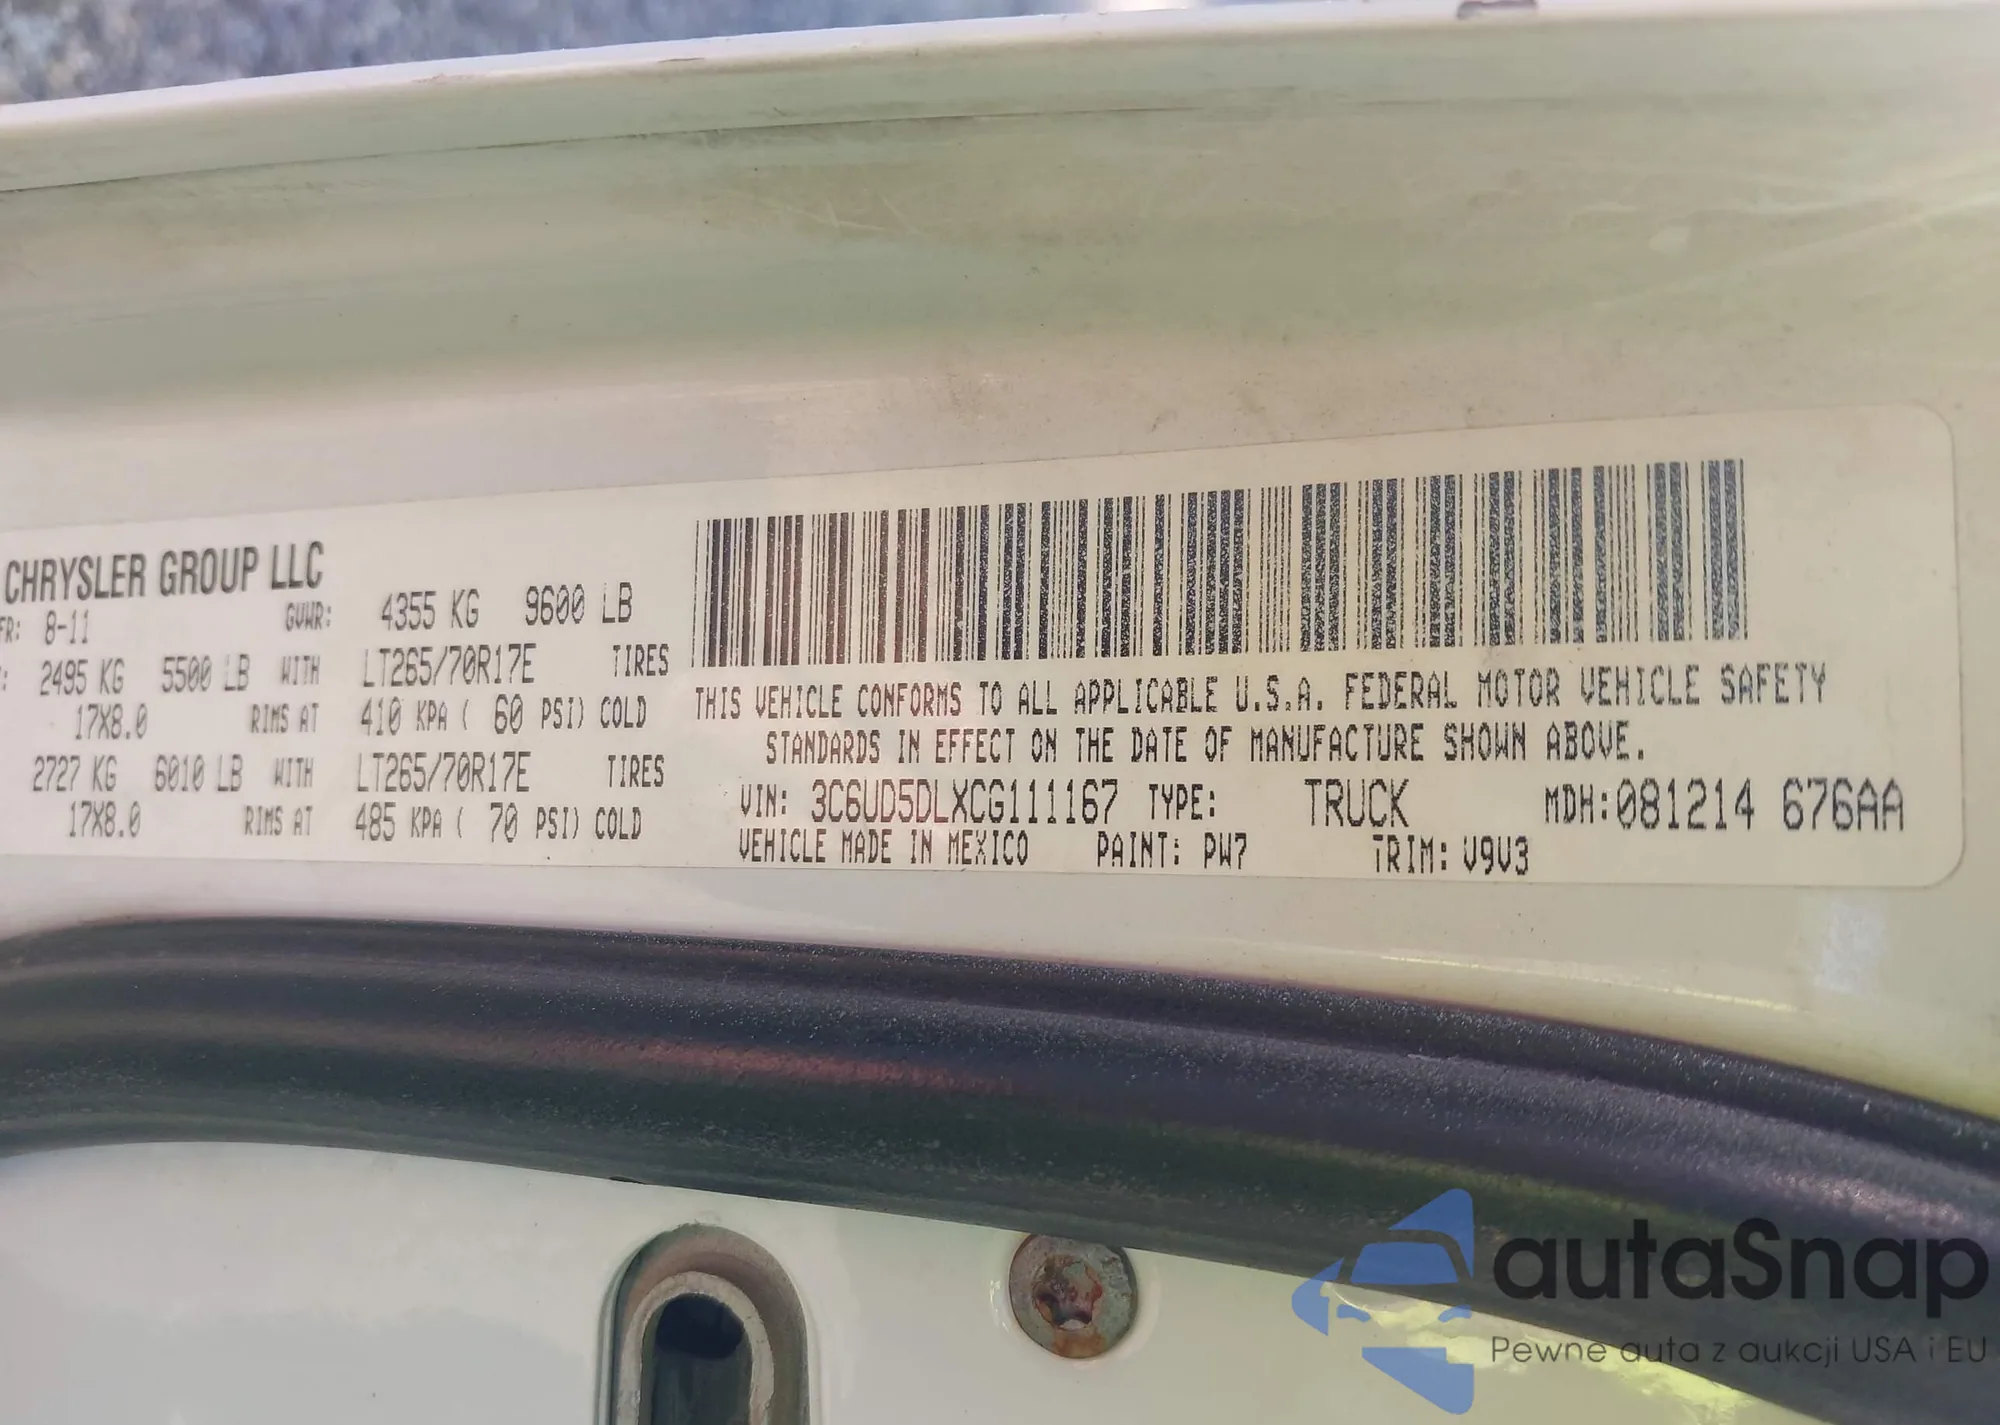 CHRYSLER GROUP LLC
FR: 8-11 GVWR: 4355 KG 9600 LB
: 2495 KG 5500 LB WITH LT265/70R17E TIRES
17X8.0 RIMS AT 410 KPA ( 60 PSI) COLD
2727 KG 6010 LB WITH LT265/70R17E TIRES
17X8.0 RIMS AT 485 KPA ( 70 PSI) COLD
THIS VEHICLE CONFORMS TO ALL APPLICABLE U.S.A. FEDERAL MOTOR VEHICLE SAFETY
STANDARDS IN EFFECT ON THE DATE OF MANUFACTURE SHOWN ABOVE.
VIN: 3C6UD5DLXCG111167 TYPE: TRUCK MDH:081214 676AA
VEHICLE MADE IN MEXICO PAINT: PW7 TRIM: V9V3
autaSnap
Pewne auta z aukcji USA i EU